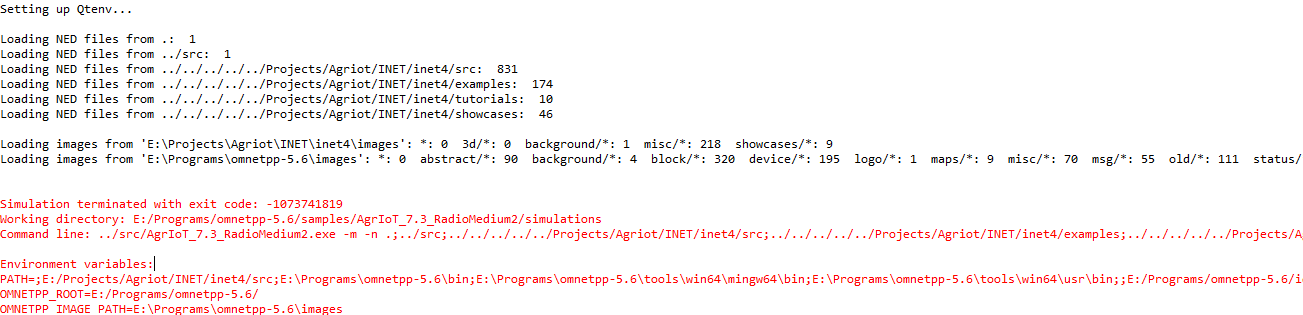 Setting up Qtenv...
Loading NED files from .:  1
Loading NED files from ../src:  1
Loading NED files from ../../../../../Projects/Agriot/INET/inet4/src:  831
Loading NED files from ../../../../../Projects/Agriot/INET/inet4/examples:  174
Loading NED files from ../../../../../Projects/Agriot/INET/inet4/tutorials:  10
Loading NED files from ../../../../../Projects/Agriot/INET/inet4/showcases:  46
Loading images from 'E:\Projects\Agriot\INET\inet4\images': *: 0  3d/*: 0  background/*: 1  misc/*: 218  showcases/*: 9
Loading images from 'E:\Programs\omnetpp-5.6\images': *: 0  abstract/*: 90  background/*: 4  block/*: 320  device/*: 195  logo/*: 1  maps/*: 9  misc/*: 70  msg/*: 55  old/*: 111  status/
Simulation terminated with exit code: -1073741819
Working directory: E:/Programs/omnetpp-5.6/samples/AgrIoT_7.3_RadioMedium2/simulations
Command line: ../src/AgrIoT_7.3_RadioMedium2.exe -m -n .;../src;../../../../../Projects/Agriot/INET/inet4/src;../../../../../Projects/Agriot/INET/inet4/examples;../../../../../Projects/A
Environment variables:
PATH=;E:/Projects/Agriot/INET/inet4/src;E:\Programs\omnetpp-5.6\bin;E:\Programs\omnetpp-5.6\tools\win64\mingw64\bin;E:\Programs\omnetpp-5.6\tools\win64\usr\bin;;E:/Programs/omnetpp-5.6/i
OMNETPP_ROOT=E:/Programs/omnetpp-5.6/
OMNETPP_IMAGE_PATH=E:\Programs\omnetpp-5.6\images